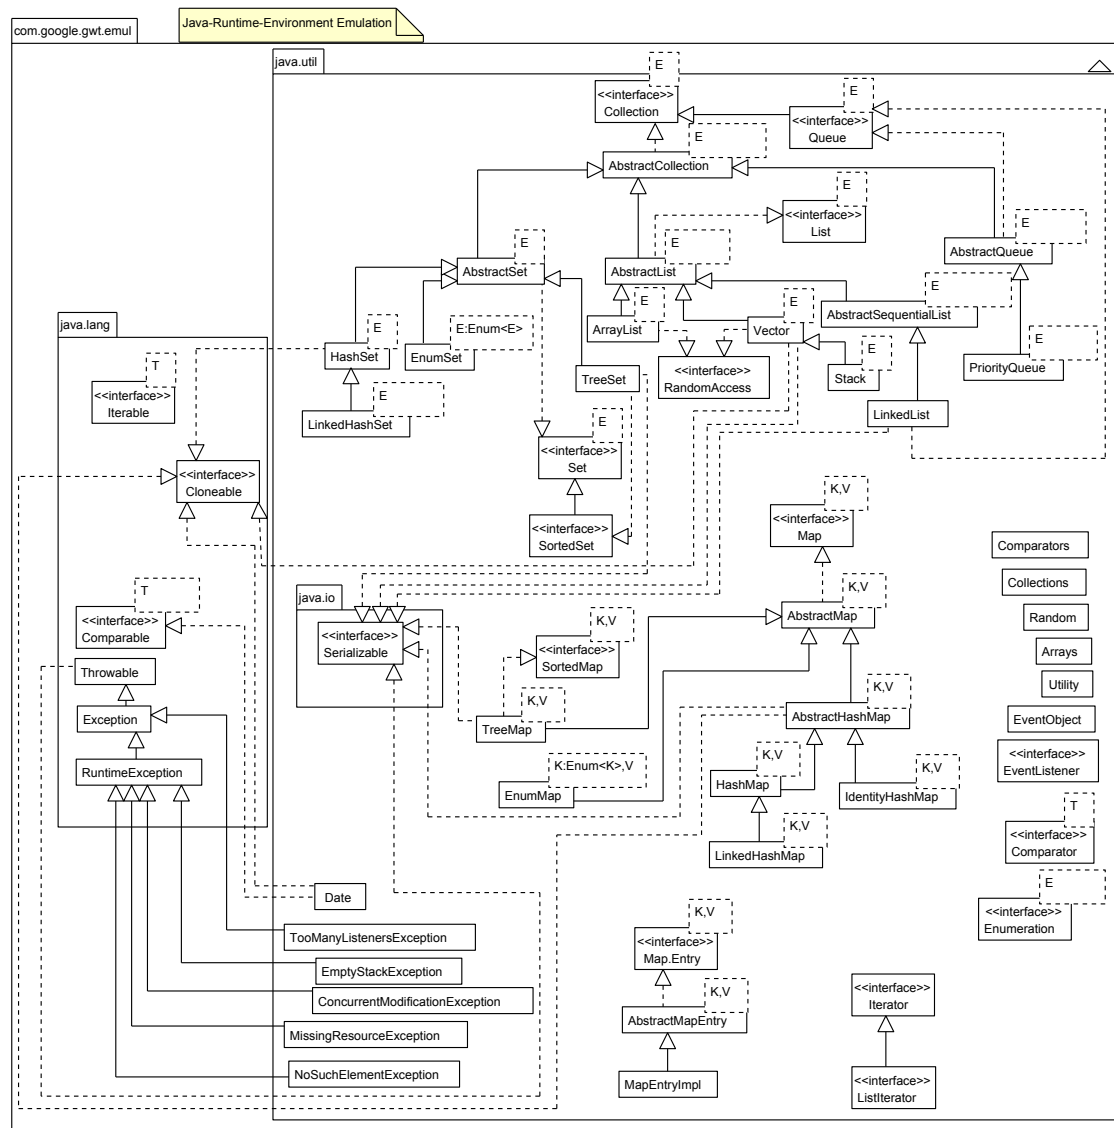 Java-Runtime-Environment Emulation
com.google.gwt.emul
java.util
E
<<interface>>
Collection
E
<<interface>>
Queue
E
AbstractCollection
E
<<interface>>
List
E
AbstractSet
E
AbstractList
E
AbstractQueue
E
AbstractSequentialList
E
ArrayList
E
Vector
<<interface>>
RandomAccess
E
Stack
E
PriorityQueue
LinkedList
java.lang
E
HashSet
E:Enum<E>
EnumSet
TreeSet
E
LinkedHashSet
T
<<interface>>
Iterable
E
<<interface>>
Set
<<interface>>
SortedSet
<<interface>>
Cloneable
K,V
<<interface>>
Map
Comparators
Collections
Random
Arrays
Utility
EventObject
<<interface>>
EventListener
T
<<interface>>
Comparator
E
<<interface>>
Enumeration
T
<<interface>>
Comparable
java.io
<<interface>>
Serializable
K,V
<<interface>>
SortedMap
K,V
AbstractMap
Throwable
Exception
RuntimeException
K,V
TreeMap
K,V
AbstractHashMap
K:Enum<K>,V
EnumMap
K,V
HashMap
K,V
IdentityHashMap
K,V
LinkedHashMap
Date
TooManyListenersException
EmptyStackException
ConcurrentModificationException
MissingResourceException
NoSuchElementException
K,V
<<interface>>
Map.Entry
K,V
AbstractMapEntry
MapEntryImpl
<<interface>>
Iterator
<<interface>>
ListIterator